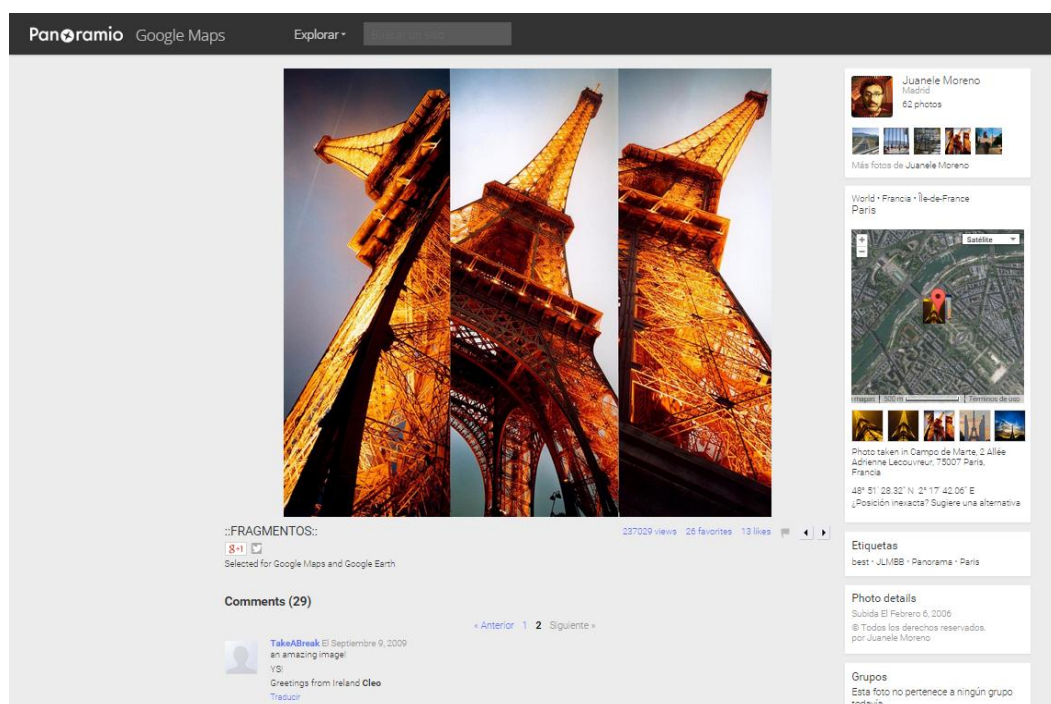 Panoramio Google Maps
Explorar
Buscar un sitio
Juanele Moreno
Madrid
62 photos
Más fotos de Juanele Moreno
World • Francia • Île-de-France
Paris
+
−
Satélite
500 m
Términos de uso
Photo taken in Campo de Marte, 2 Allée
Adrienne Lecouvreur, 75007 Paris,
Francia
48° 51' 28.32" N 2° 17' 42.06" E
¿Posición inexacta? Sugiere una alternativa
::FRAGMENTOS::
237029 views 26 favorites 13 likes
g+1
Selected for Google Maps and Google Earth
Comments (29)
« Anterior 1 2 Siguiente »
TakeABreak El Septiembre 9, 2009
an amazing image!
YS!
Greetings from Ireland Cleo
Traducir
Etiquetas
best • JLMBB • Panorama • Paris
Photo details
Subida El Febrero 6, 2006
© Todos los derechos reservados.
por Juanele Moreno
Grupos
Esta foto no pertenece a ningún grupo
todavía